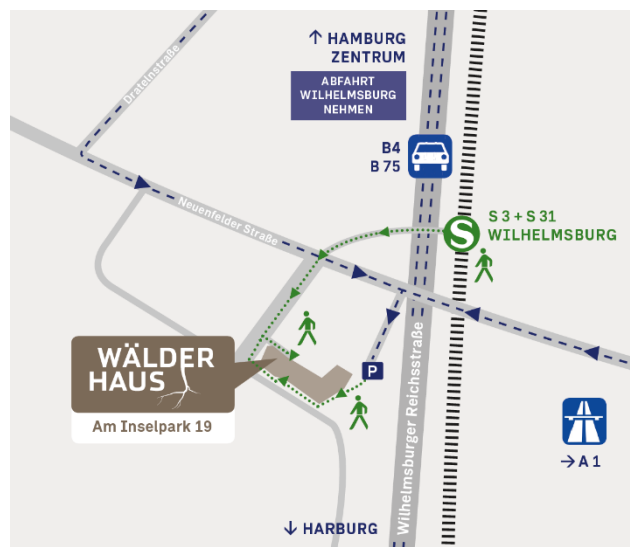 ↑ HAMBURG
ZENTRUM
ABFAHRT
WILHELMSBURG
NEHMEN
Dratelnstraße
B4
B 75
Neuenfelder Straße
S
S 3 + S 31
WILHELMSBURG
WÄLDER
HAUS
Am Inselpark 19
P
Wilhelmsburger Reichsstraße
→ A 1
↓ HARBURG